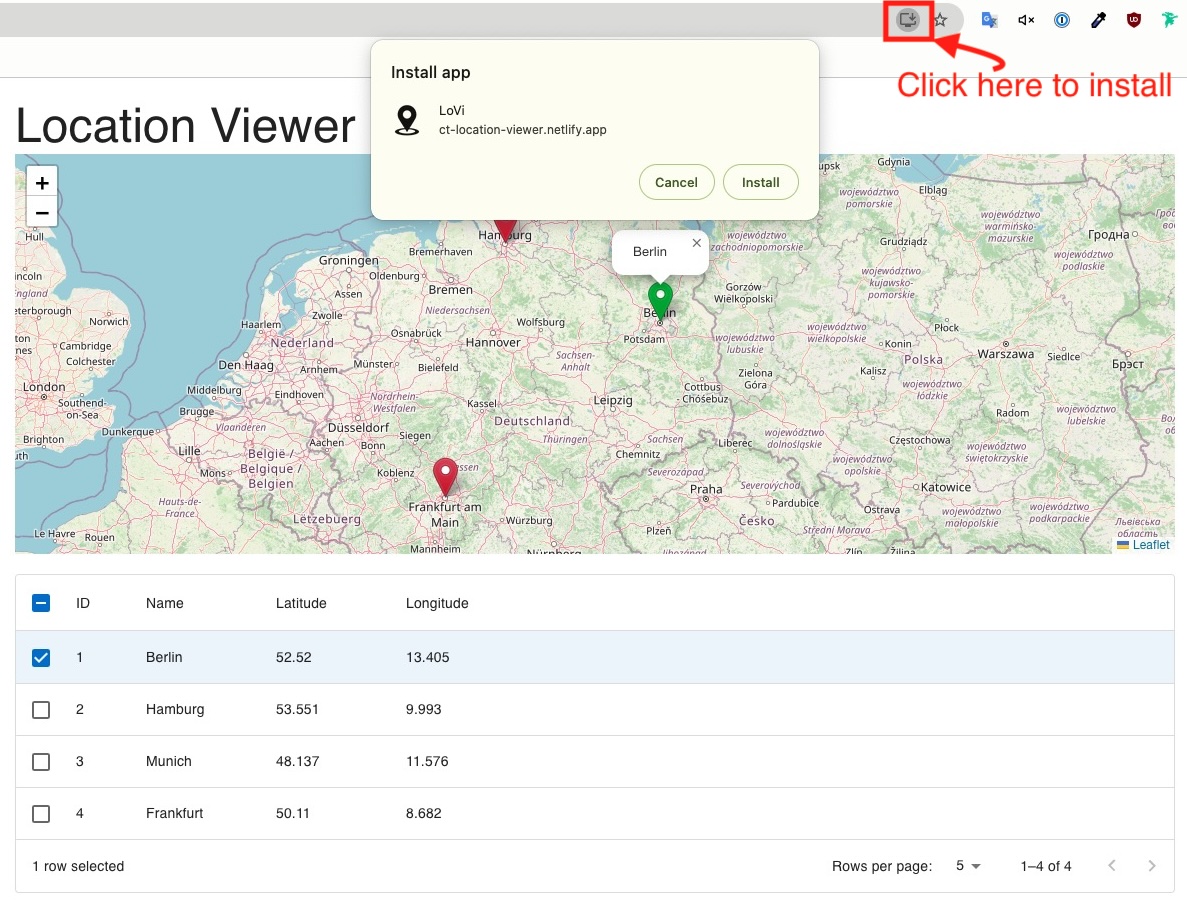 Click here to install
Install app
LoVi
ct-location-viewer.netlify.app
Cancel
Install
Location Viewer
+
−
Hull
Norwich
Cambridge
Colchester
London
Southend-
on-Sea
Brighton
Le Havre
Rouen
Dunkerque
Lille
Hauts-de-
France
Brugge
Middelburg
Vlaanderen
België /
Belgique /
Belgien
Mons
Lëtzebuerg
Den Haag
Haarlem
Nederland
Eindhoven
Arnhem
Zwolle
Assen
Groningen
Oldenburg
Bremerhaven
Bremen
Niedersachsen
Osnabrück
Münster
Bielefeld
Hannover
Wolfsburg
Hamburg
Berlin
Berlin
Potsdam
Sachsen-
Anhalt
Nordrhein-
Westfalen
Düsseldorf
Aachen
Bonn
Siegen
Koblenz
Kassel
Deutschland
Thüringen
Leipzig
Sachsen
Chemnitz
Cottbus
- Chóśebuz
Frankfurt am
Main
Würzburg
Mannheim
Nürnberg
Gorzów
Wielkopolski
Zielona
Góra
województwo
zachodniopomorskie
województwo
lubuskie
Liberec
Severozápad
Praha
Plzeň
Severovýchod
Pardubice
Česko
Střední Morava
Ostrava
Zlín
Žilina
Gdynia
Elbląg
województwo
pomorskie
województwo
warmińsko-
mazurskie
Grudziądz
województwo
kujawsko-
pomorskie
Гродна
województwo
podlaskie
Płock
Konin
Kalisz
województwo
wielkopolskie
Polska
Warszawa
Siedlce
Брэст
województwo
łódzkie
Radom
województwo
lubelskie
województwo
dolnośląskie
Częstochowa
województwo
opolskie
województwo
świętokrzyskie
Katowice
województwo
małopolskie
województwo
podkarpackie
Львівська
область
Leaflet
ID Name Latitude Longitude
1 Berlin 52.52 13.405
2 Hamburg 53.551 9.993
3 Munich 48.137 11.576
4 Frankfurt 50.11 8.682
1 row selected Rows per page: 5 1–4 of 4